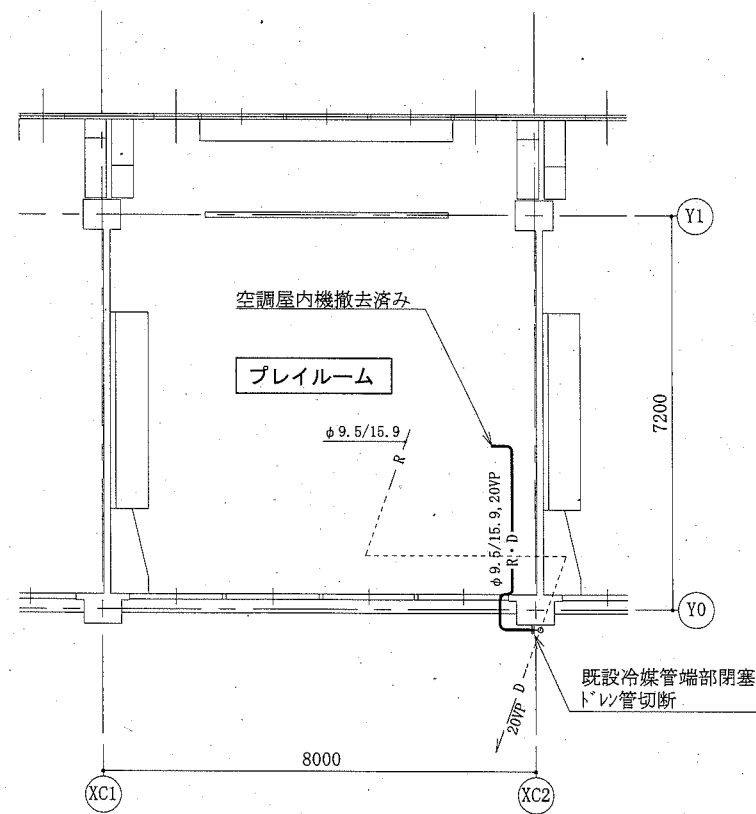 Y1
空調屋内機撤去済み
プレイルーム
7200
φ9.5/15.9
R
φ9.5/15.9,20VP
R・D
Y0
既設冷媒管端部閉塞
ﾄﾞﾚﾝ管切断
20VP D
8000
XC1
XC2